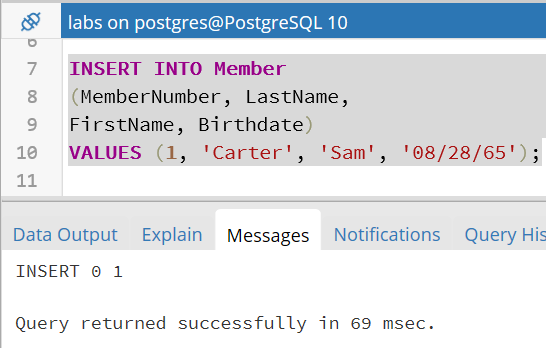 labs on postgres@PostgreSQL 10
6
7 INSERT INTO Member
8 (MemberNumber, LastName,
9 FirstName, Birthdate)
10 VALUES (1, 'Carter', 'Sam', '08/28/65');
11
Data Output Explain Messages Notifications Query His
INSERT 0 1
Query returned successfully in 69 msec.